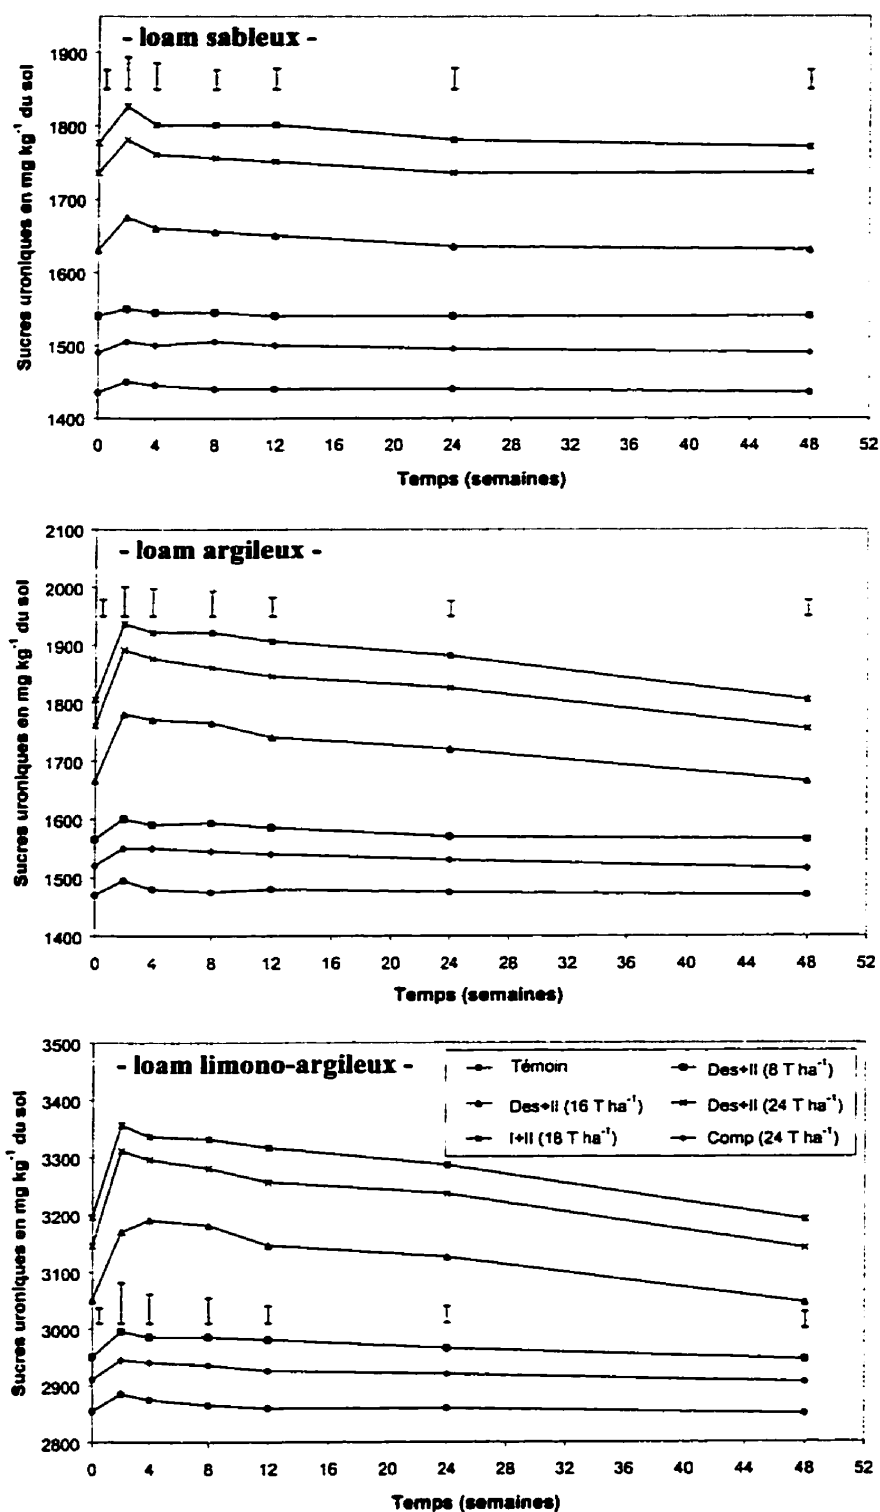 - loam sableux -
Sucres uroniques en mg kg⁻¹ du sol
1900
1800
1700
1600
1500
1400
0 4 8 12 16 20 24 28 32 36 40 44 48 52
Temps (semaines)
- loam argileux -
Sucres uroniques en mg kg⁻¹ du sol
2100
2000
1900
1800
1700
1600
1500
1400
0 4 8 12 16 20 24 28 32 36 40 44 48 52
Temps (semaines)
- loam limono-argileux -
Sucres uroniques en mg kg⁻¹ du sol
3500
3400
3300
3200
3100
3000
2900
2800
Témoin
Des+II (8 T ha⁻¹)
Des+II (16 T ha⁻¹)
Des+II (24 T ha⁻¹)
I+II (18 T ha⁻¹)
Comp (24 T ha⁻¹)
0 4 8 12 16 20 24 28 32 36 40 44 48 52
Temps (semaines)